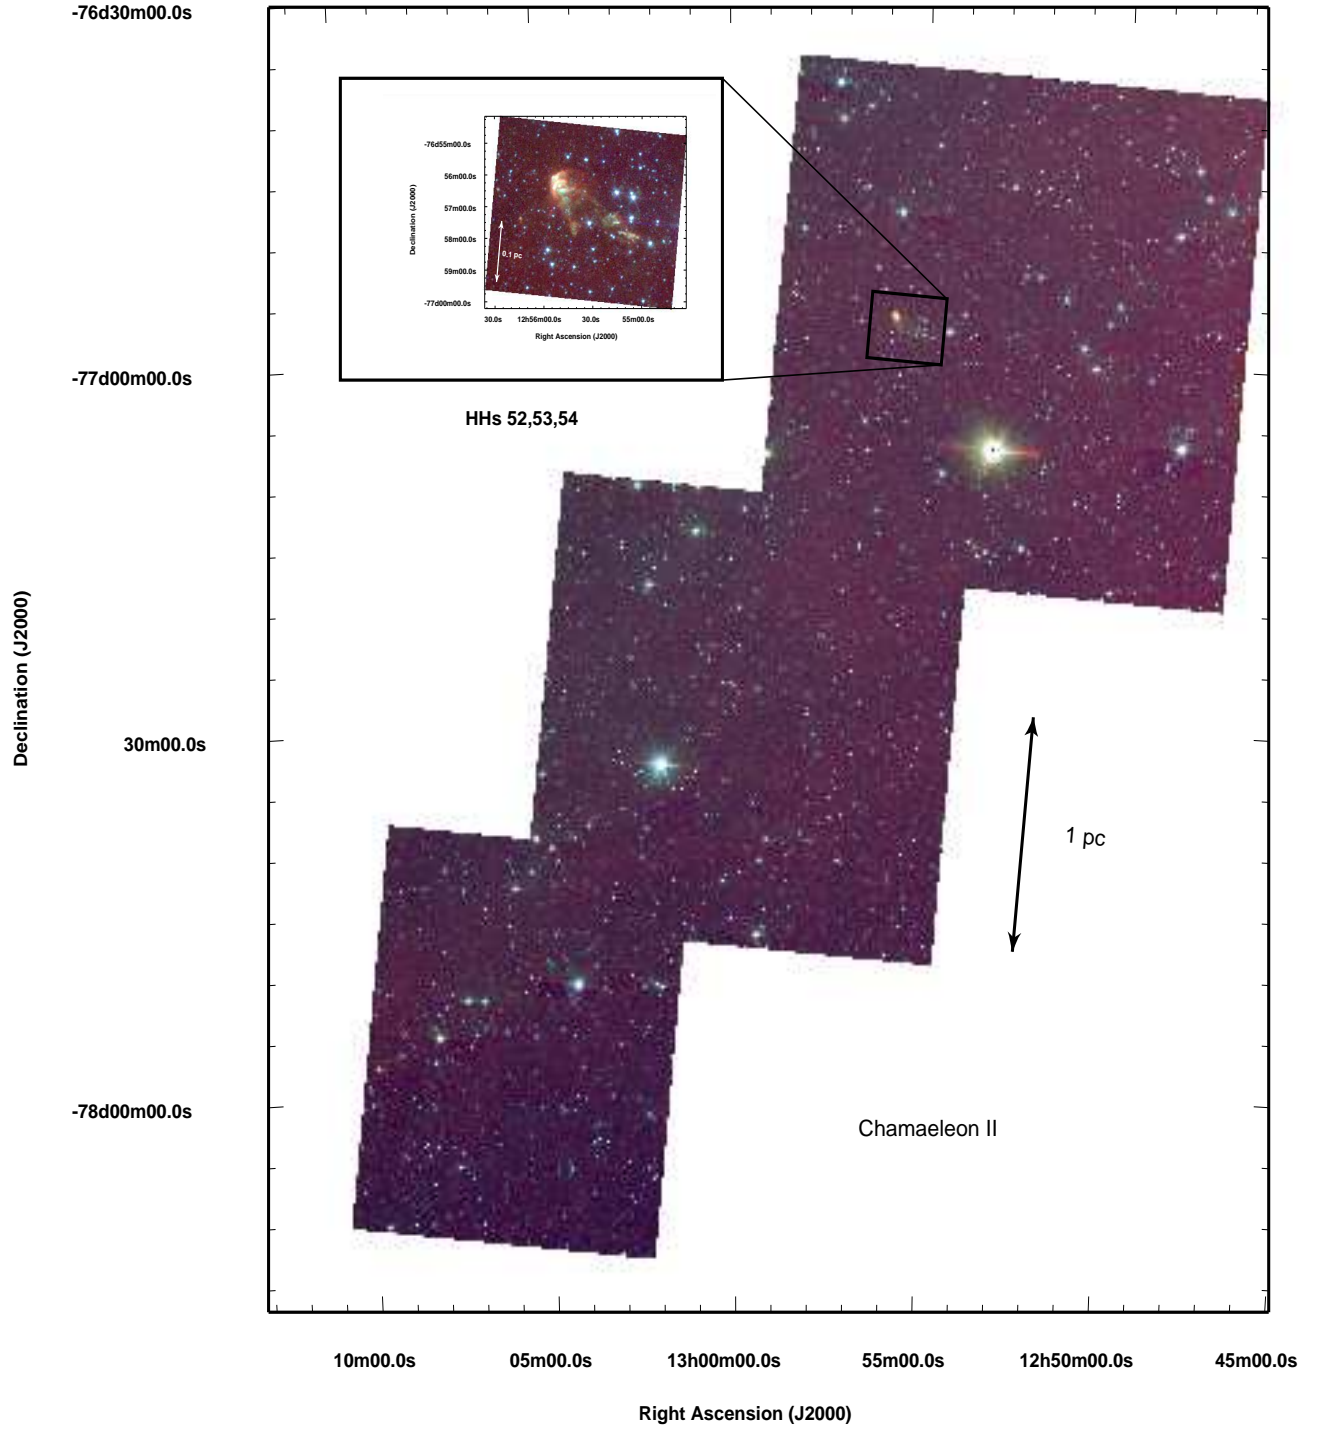 -76d30m00.0s
-76d55m00.0s
56m00.0s
57m00.0s
58m00.0s
59m00.0s
-77d00m00.0s
Declination (J2000)
0.1 pc
30.0s 12h56m00.0s 30.0s 55m00.0s
Right Ascension (J2000)
-77d00m00.0s
HHs 52,53,54
Declination (J2000)
30m00.0s
1 pc
-78d00m00.0s
Chamaeleon II
10m00.0s 05m00.0s 13h00m00.0s 55m00.0s 12h50m00.0s 45m00.0s
Right Ascension (J2000)